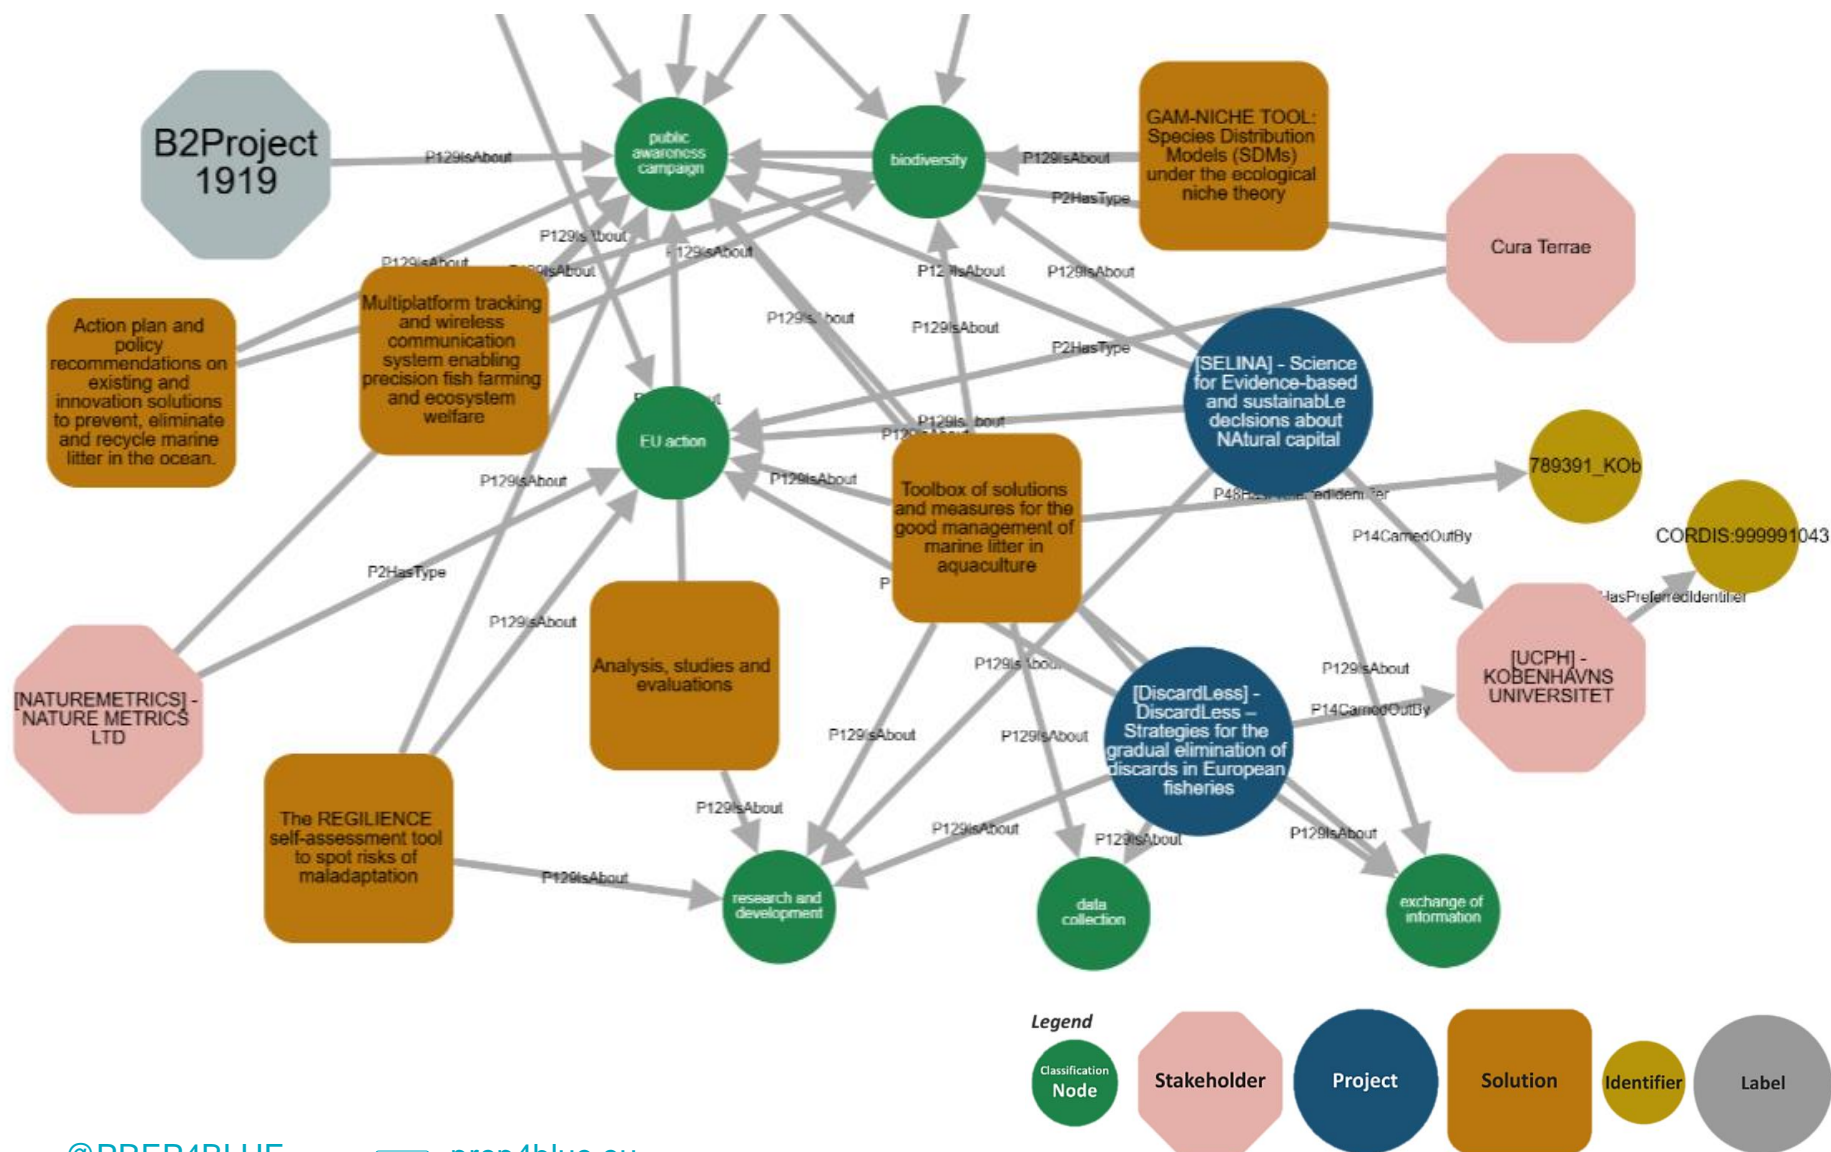 B2Project
1919
P129IsAbout
public
awareness
campaign
biodiversity
P129IsAbout
GAM-NICHE TOOL:
Species Distribution
Models (SDMs)
under the ecological
niche theory
P2HasType
Cura Terrae
P129IsAbout
P129IsAbout
P129IsAbout
P129IsAbout
P129IsAbout
Action plan and
policy
recommendations on
existing and
innovation solutions
to prevent, eliminate
and recycle marine
litter in the ocean.
Multiplatform tracking
and wireless
communication
system enabling
precision fish farming
and ecosystem
welfare
P129IsAbout
P129IsAbout
P2HasType
[SELINA] - Science
for Evidence-based
and sustainabLe
decIsions about
NAtural capital
EU action
P129IsAbout
P129IsAbout
P129IsAbout
P129IsAbout
Toolbox of solutions
and measures for the
good management of
marine litter in
aquaculture
789391_KOb
P14CarriedOutBy
CORDIS:999991043
HasPreferredIdentifier
P2HasType
P129IsAbout
Analysis, studies and
evaluations
P129IsAbout
P129IsAbout
[UCPH] -
KOBENHAVNS
UNIVERSITET
[NATUREMETRICS] -
NATURE METRICS
LTD
[DiscardLess] -
DiscardLess –
Strategies for the
gradual elimination of
discards in European
fisheries
P14CarriedOutBy
P129IsAbout
P129IsAbout
P129IsAbout
P129IsAbout
P129IsAbout
P129IsAbout
The REGILIENCE
self-assessment tool
to spot risks of
maladaptation
P129IsAbout
research and
development
data
collection
exchange of
information
Legend
Classification
Node
Stakeholder
Project
Solution
Identifier
Label
@PREP4BLUE
prep4blue.eu